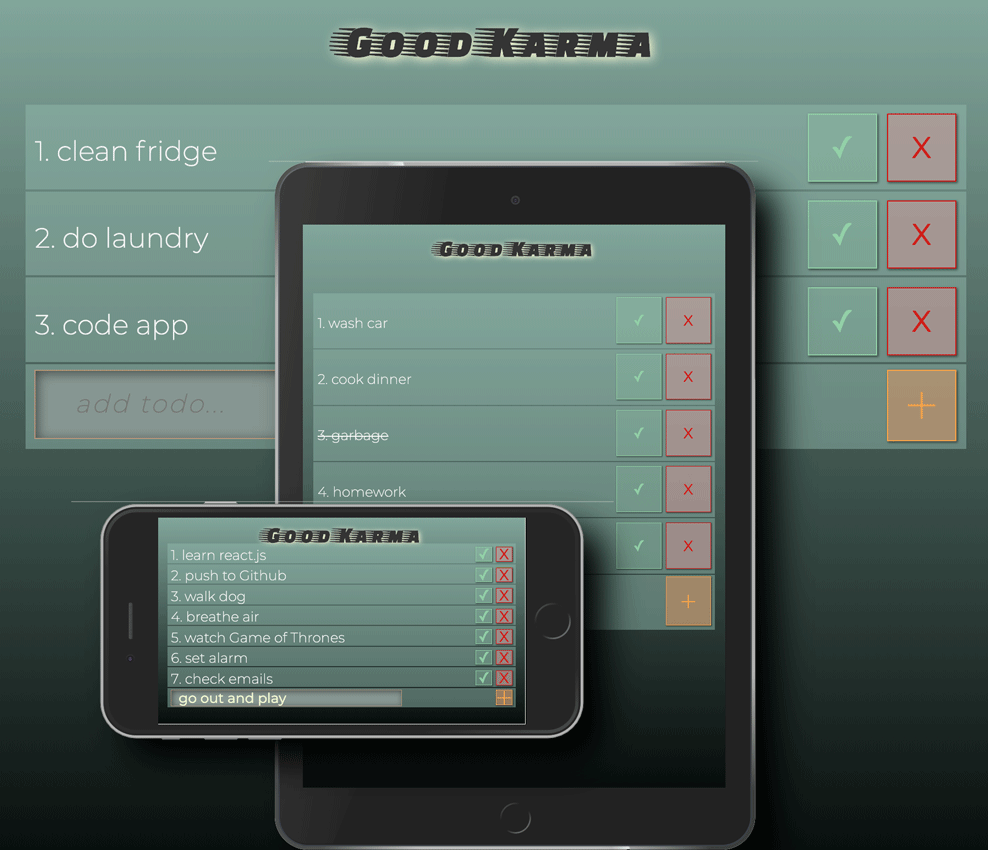 Good Karma
1. clean fridge ✓ X
2. do laundry ✓ X
3. code app ✓ X
add todo... +
Good Karma
1. wash car ✓ X
2. cook dinner ✓ X
3. garbage ✓ X
4. homework ✓ X
✓ X
+
Good Karma
1. learn react.js ✓ X
2. push to Github ✓ X
3. walk dog ✓ X
4. breathe air ✓ X
5. watch Game of Thrones ✓ X
6. set alarm ✓ X
7. check emails ✓ X
go out and play +